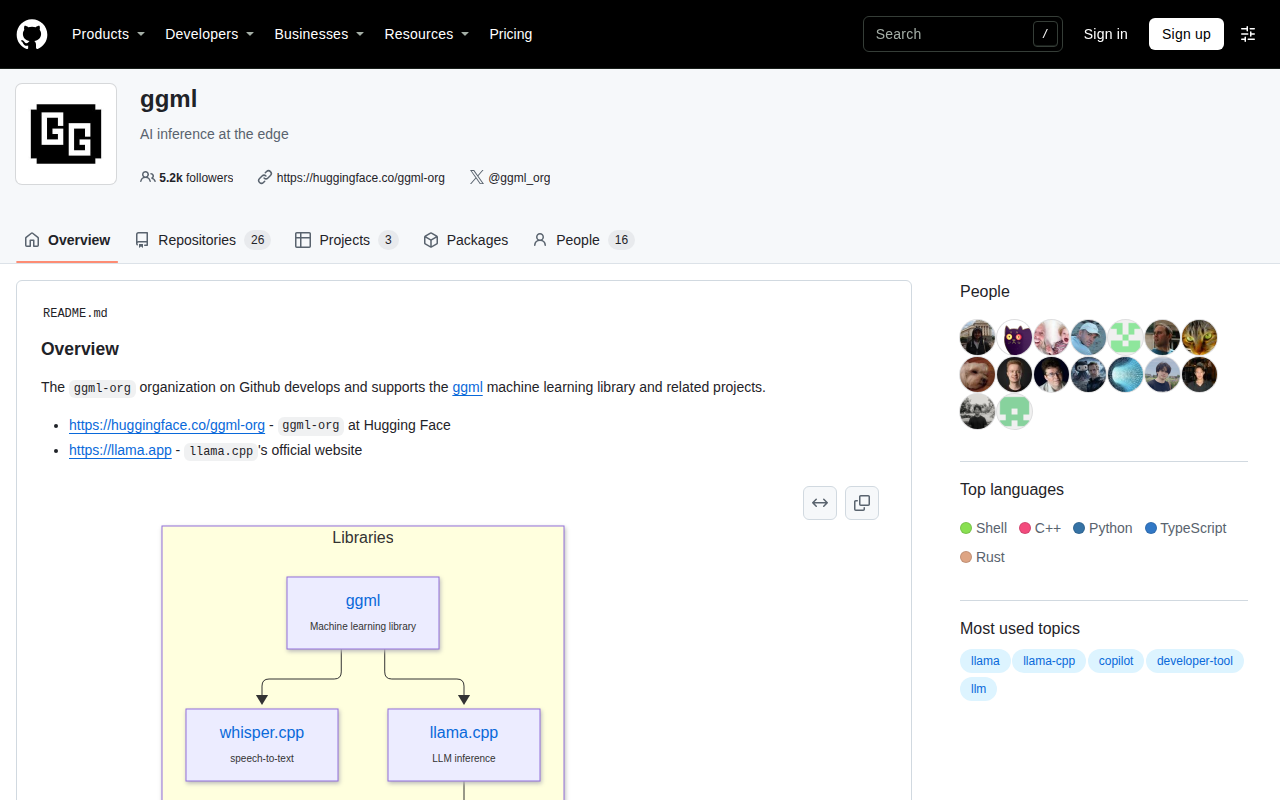 Products Developers Businesses Resources Pricing Search / Sign in Sign up
GG
ggml
AI inference at the edge
5.2k followers https://huggingface.co/ggml-org @ggml_org
Overview Repositories 26 Projects 3 Packages People 16
README.md
Overview
The ggml-org organization on Github develops and supports the ggml machine learning library and related projects.
https://huggingface.co/ggml-org - ggml-org at Hugging Face
https://llama.app - llama.cpp's official website
Libraries
ggml
Machine learning library
whisper.cpp
speech-to-text
llama.cpp
LLM inference
People
Top languages
Shell C++ Python TypeScript
Rust
Most used topics
llama llama-cpp copilot developer-tool
llm